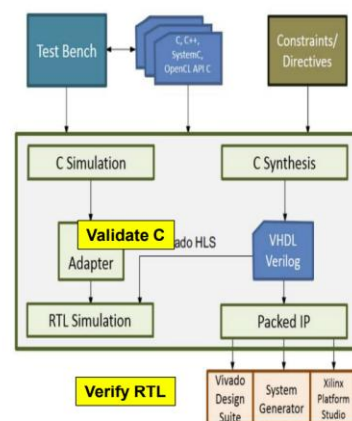 Test Bench
C, C++,
SystemC,
OpenCL API C
Constraints/
Directives
C Simulation
C Synthesis
Validate C
Adapter
ado HLS
VHDL
Verilog
RTL Simulation
Packed IP
Verify RTL
Vivado
Design
Suite
System
Generator
Xilinx
Platform
Studio